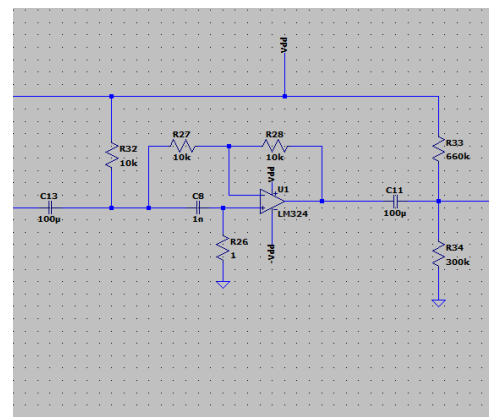 Vdd
R27
10k
R28
10k
R32
10k
R33
660k
Vdd
C13
100µ
C8
1n
U1
LM324
C11
100µ
R26
1
-Vdd
R34
300k